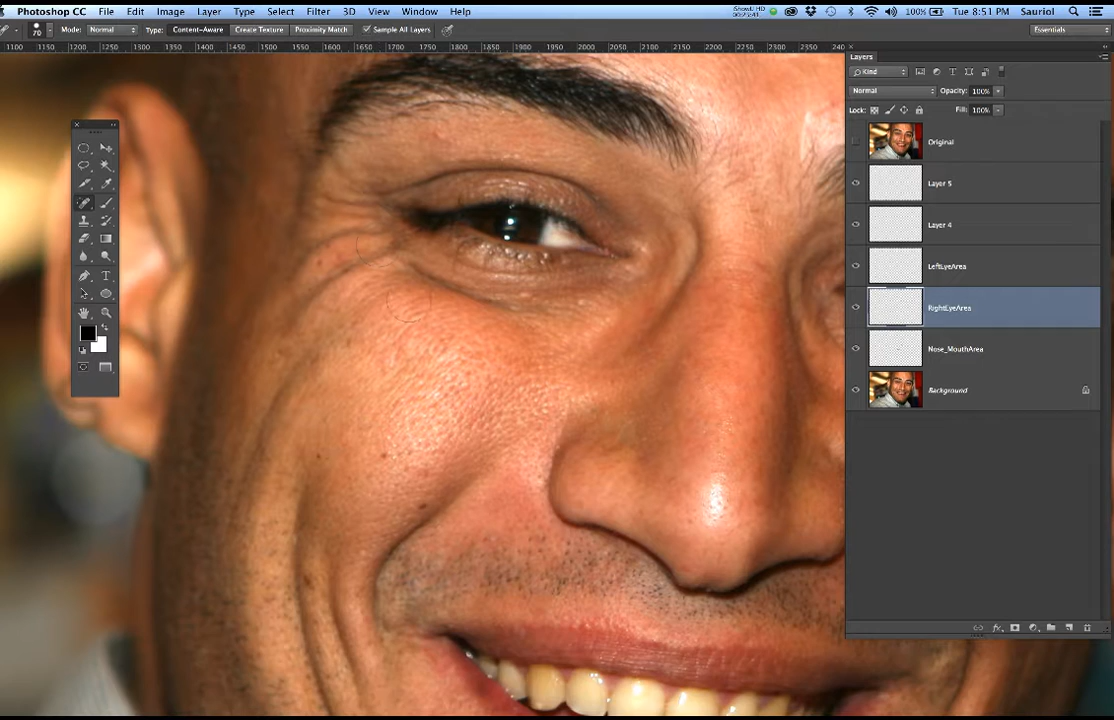 Photoshop CC File Edit Image Layer Type Select Filter 3D View Window Help 100% Tue 8:51 PM Sauriol
70 Mode: Normal Type: Content-Aware Create Texture Proximity Match Sample All Layers Essentials
1100 1200 1250 1300 1350 1400 1450 1500 1550 1600 1650 1700 1750 1800 1850 1900 1950 2000 2050 2100 2150 2200 2250 2300 2350
Layers
Kind
Normal Opacity: 100%
Lock: Fill: 100%
Original
Layer 5
Layer 4
LeftEyeArea
RightEyeArea
Nose_MouthArea
Background